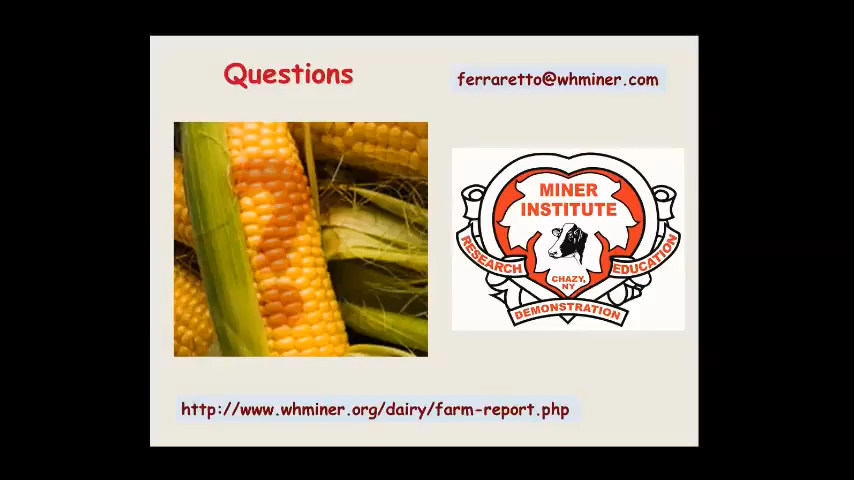 Questions
ferraretto@whminer.com
MINER
INSTITUTE
RESEARCH
EDUCATION
CHAZY,
NY
DEMONSTRATION
http://www.whminer.org/dairy/farm-report.php